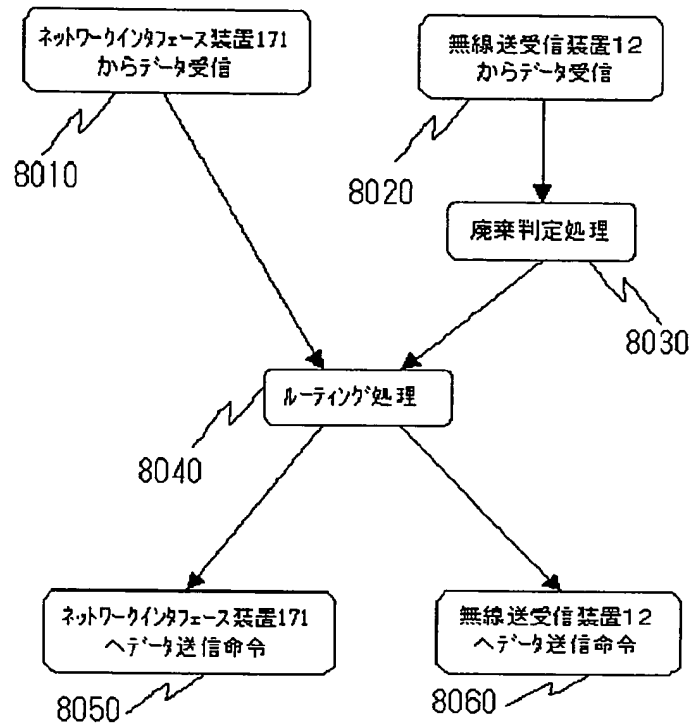 ネットワークインタフェース装置171
からデータ受信
無線送受信装置12
からデータ受信
8010
8020
廃棄判定処理
8030
ルーティング処理
8040
ネットワークインタフェース装置171
へデータ送信命令
無線送受信装置12
へデータ送信命令
8050
8060